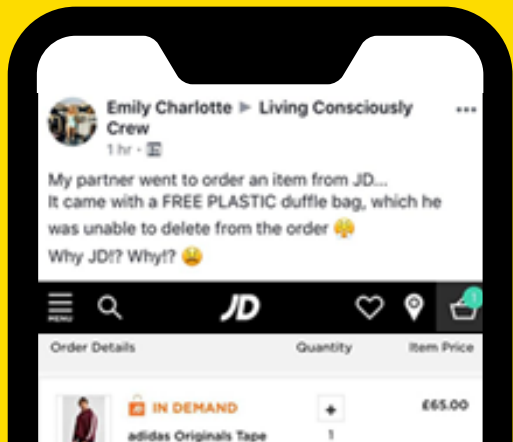 Emily Charlotte ▶ Living Consciously
Crew
1 hr ·
My partner went to order an item from JD...
It came with a FREE PLASTIC duffle bag, which he
was unable to delete from the order 😤
Why JD!? Why!? 😫
MENU JD 1
Order Details Quantity Item Price
IN DEMAND + £65.00
adidas Originals Tape 1